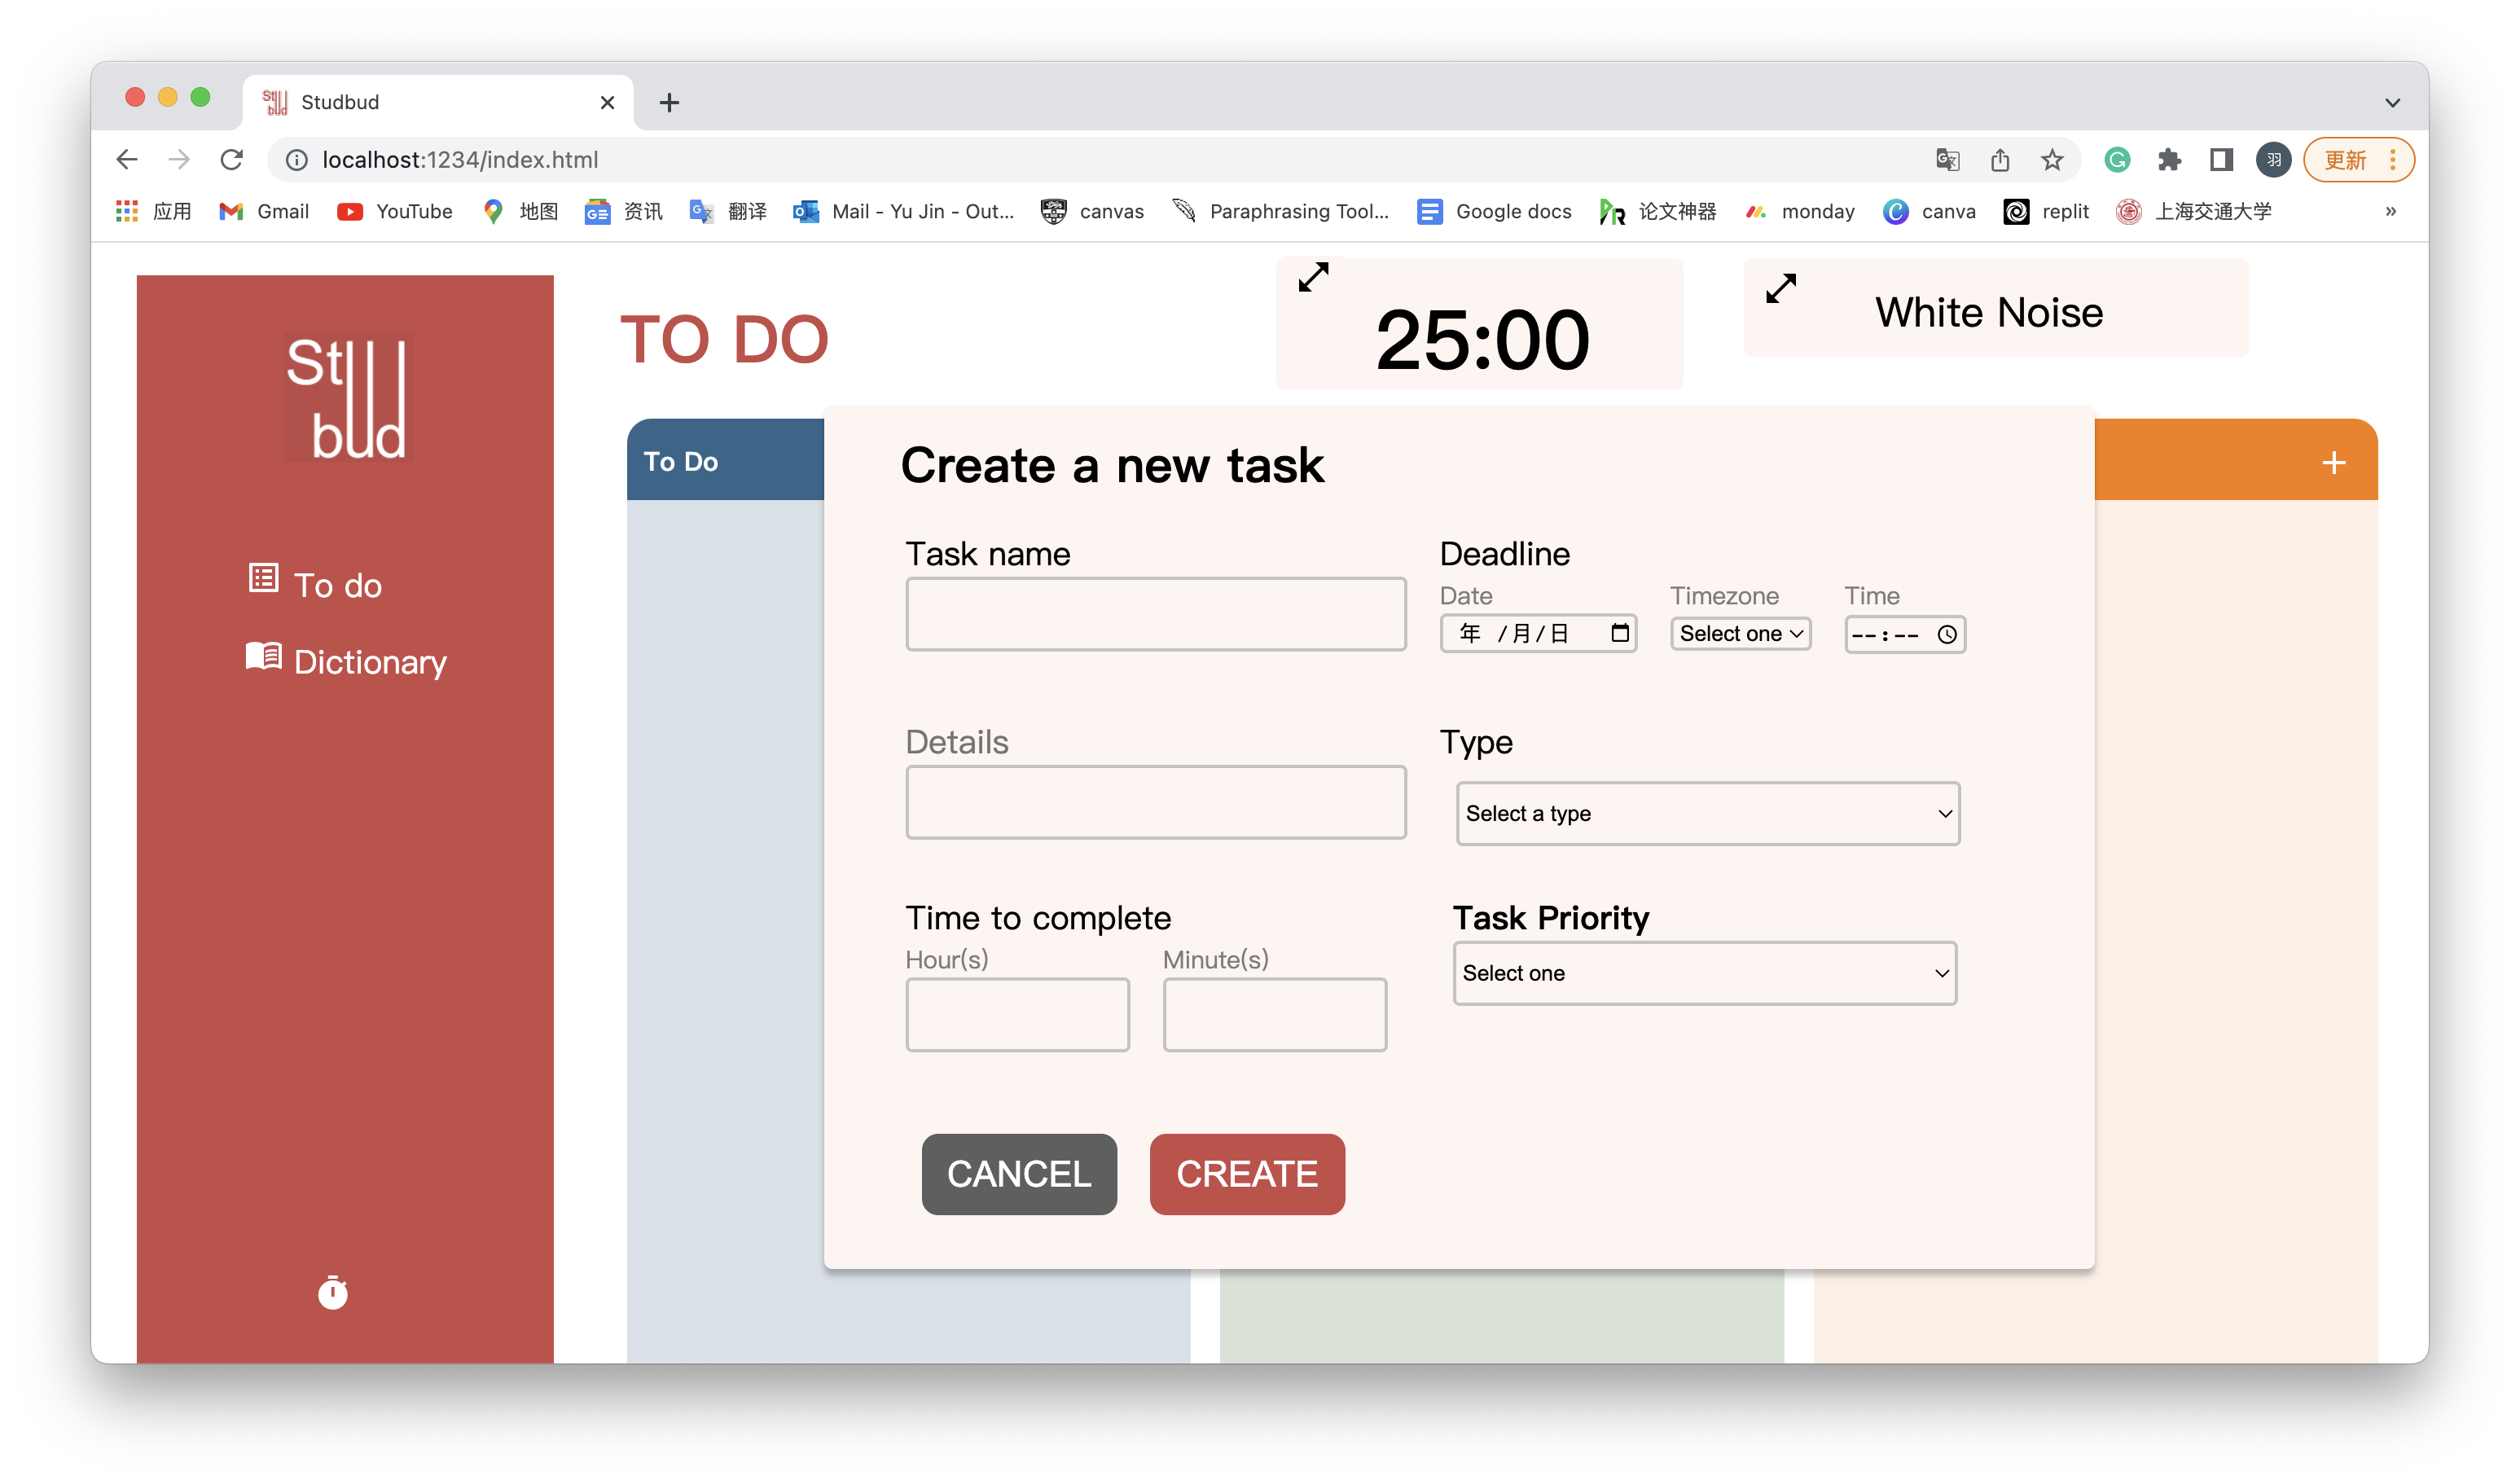 Studbud
localhost:1234/index.html
更新
羽
应用
Gmail
YouTube
地图
资讯
翻译
Mail - Yu Jin - Out...
canvas
Paraphrasing Tool...
Google docs
论文神器
monday
canva
replit
上海交通大学
»
St
bud
To do
Dictionary
TO DO
25:00
White Noise
To Do
+
Create a new task
Task name
Deadline
Date
Timezone
Time
年 /月/日
Select one
--:--
Details
Type
Select a type
Time to complete
Task Priority
Hour(s)
Minute(s)
Select one
CANCEL
CREATE